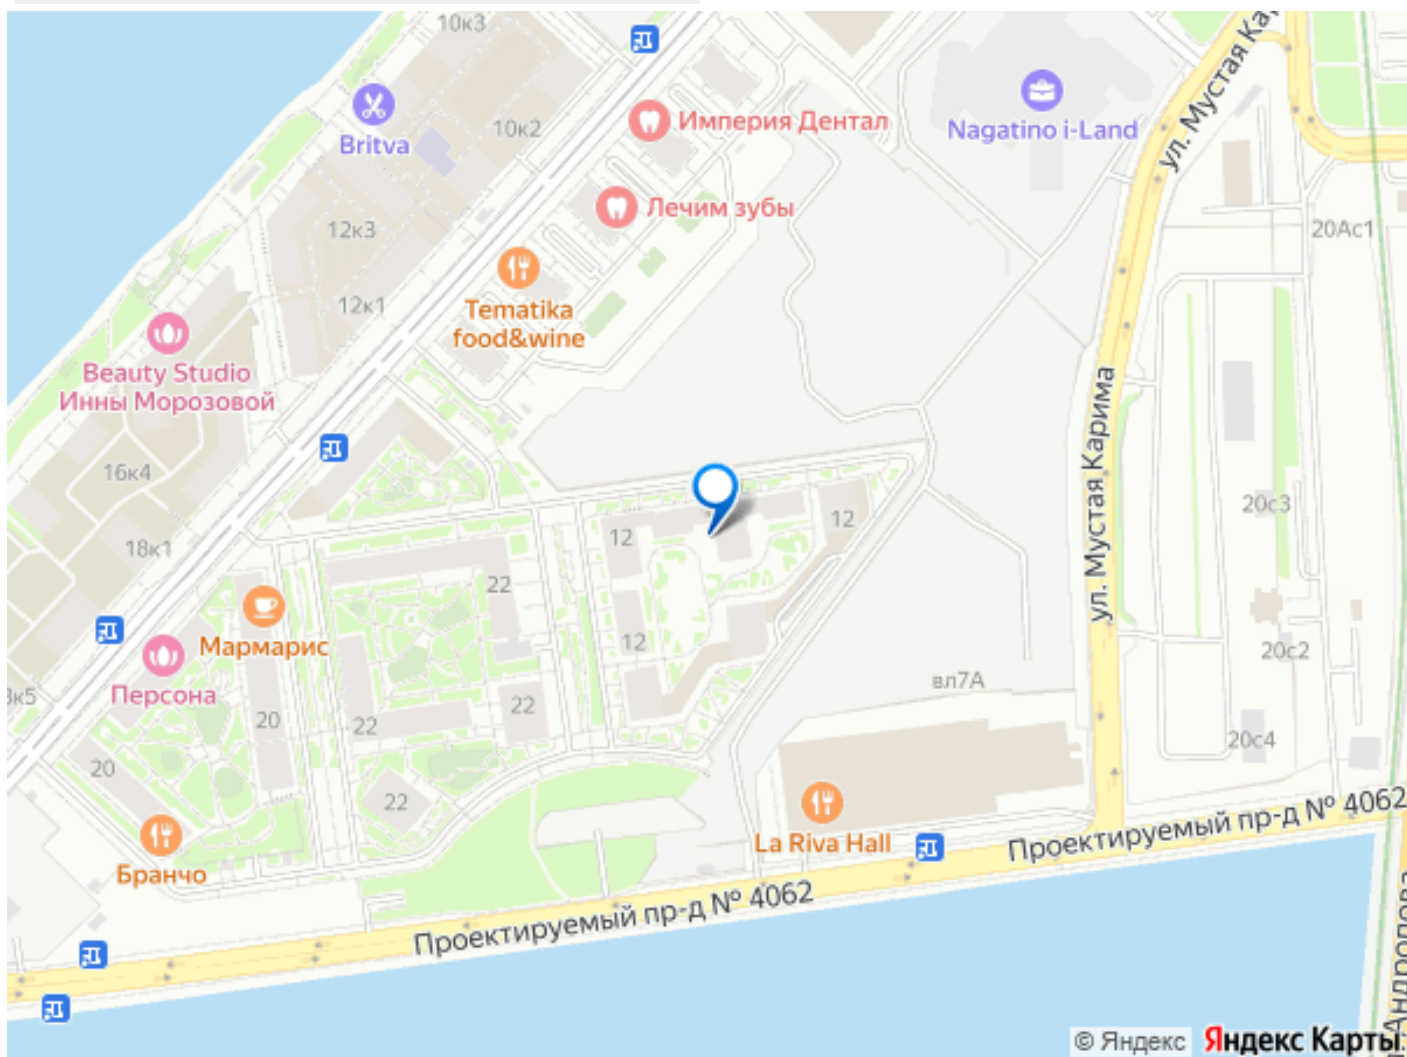 10к3
Britva
10к2
Империя Дентал
Nagatino i-Land
ул. Мустая Кари
Лечим зубы
12к3
20Ас1
12к1
Tematika
food&wine
Beauty Studio
Инны Морозовой
16к4
ул. Мустая Карима
20с3
18к1
12
12
22
Мармарис
12
20с2
Персона
вл7А
3к5
20
22
22
20с4
20
22
La Riva Hall
Проектируемый пр-д № 4062
Бранчо
Проектируемый пр-д № 4062
Андропова
© Яндекс Яндекс Карты